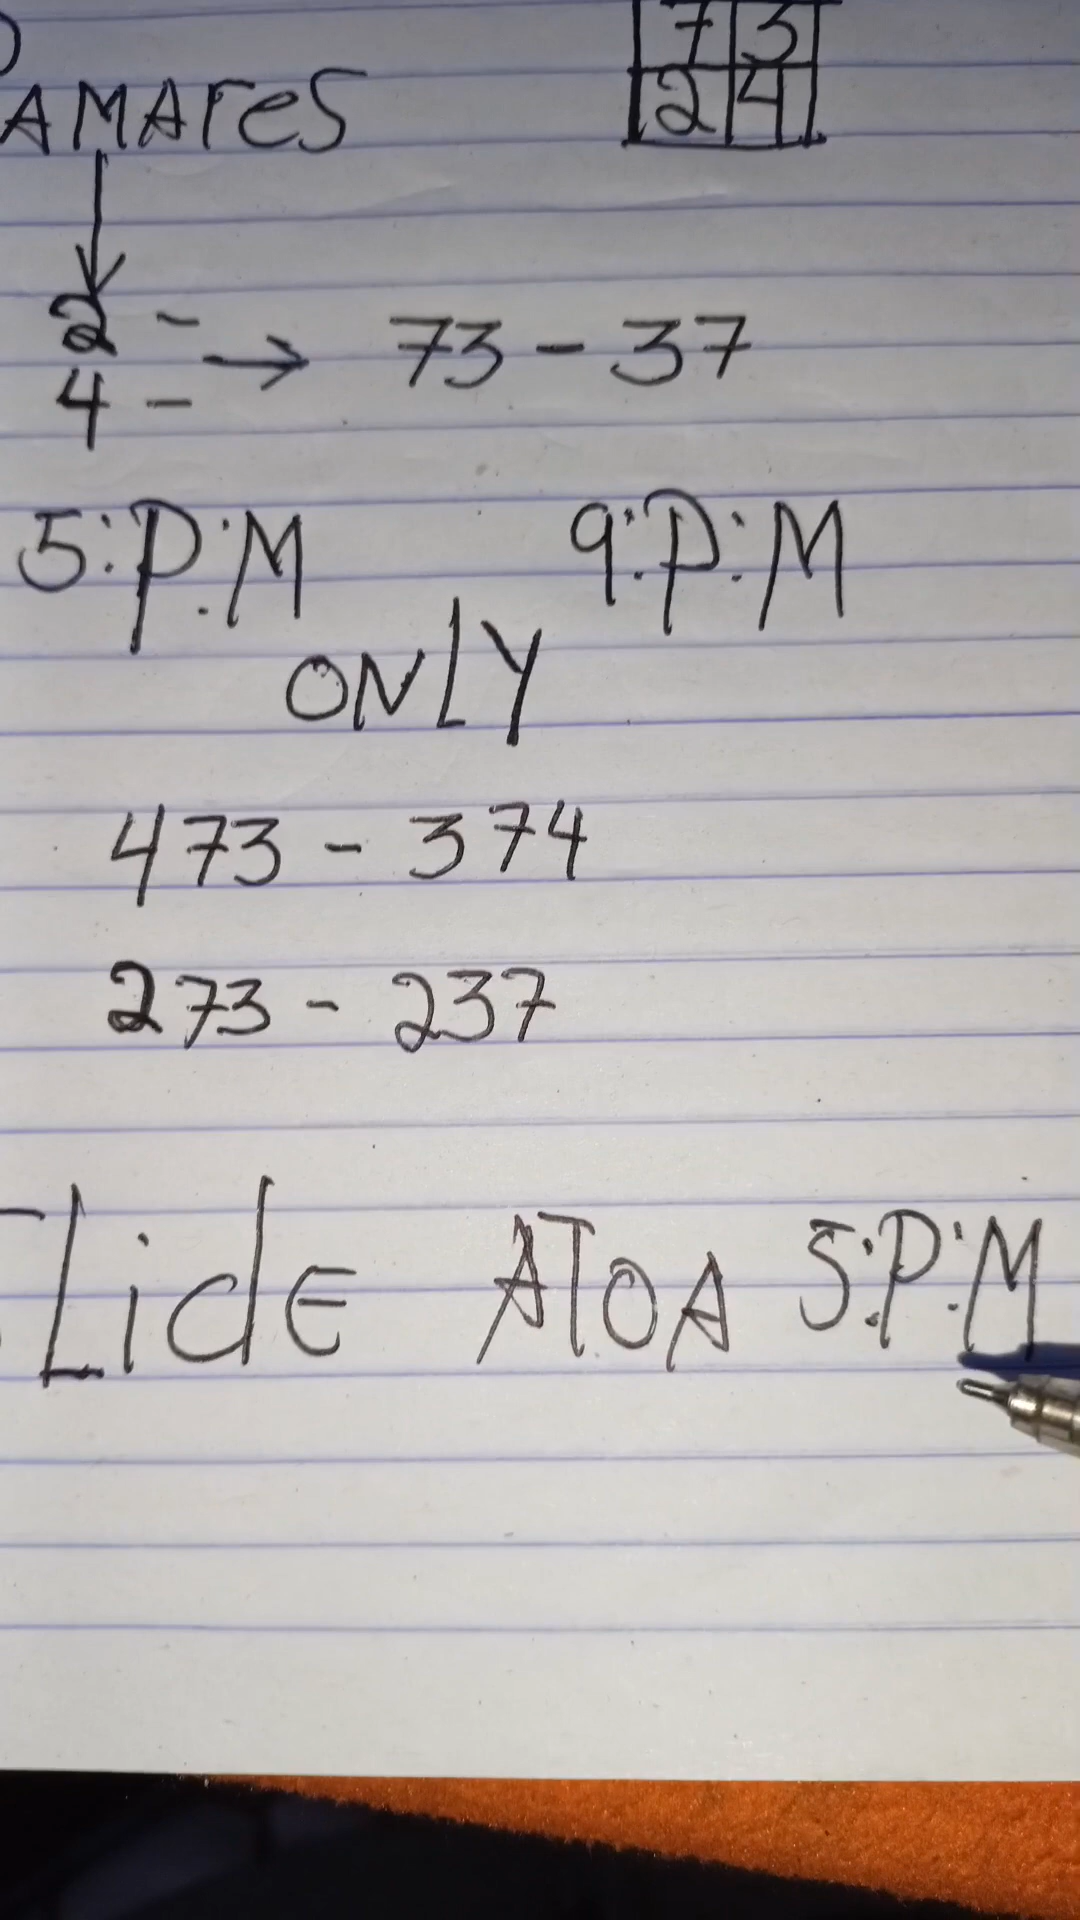 7 3
AMAreS
2 4
2 - → 73 - 37
4 -
5:P.M 9:P:M
ONLY
473 - 374
273 - 237
Lide ATOA 5:P.M